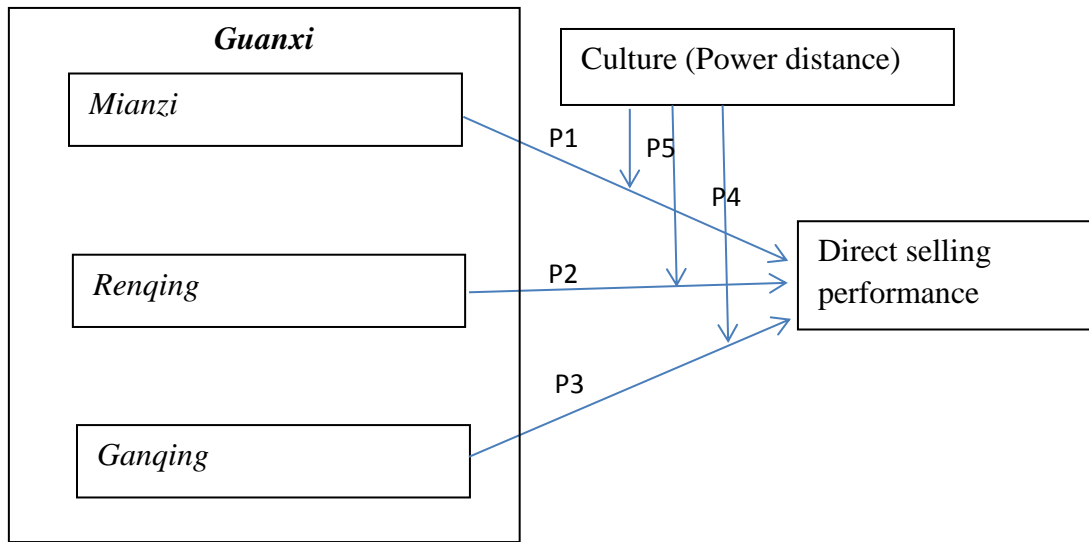 Guanxi
Mianzi
Culture (Power distance)
P1
P5
P4
Renqing
P2
Direct selling
performance
P3
Ganqing